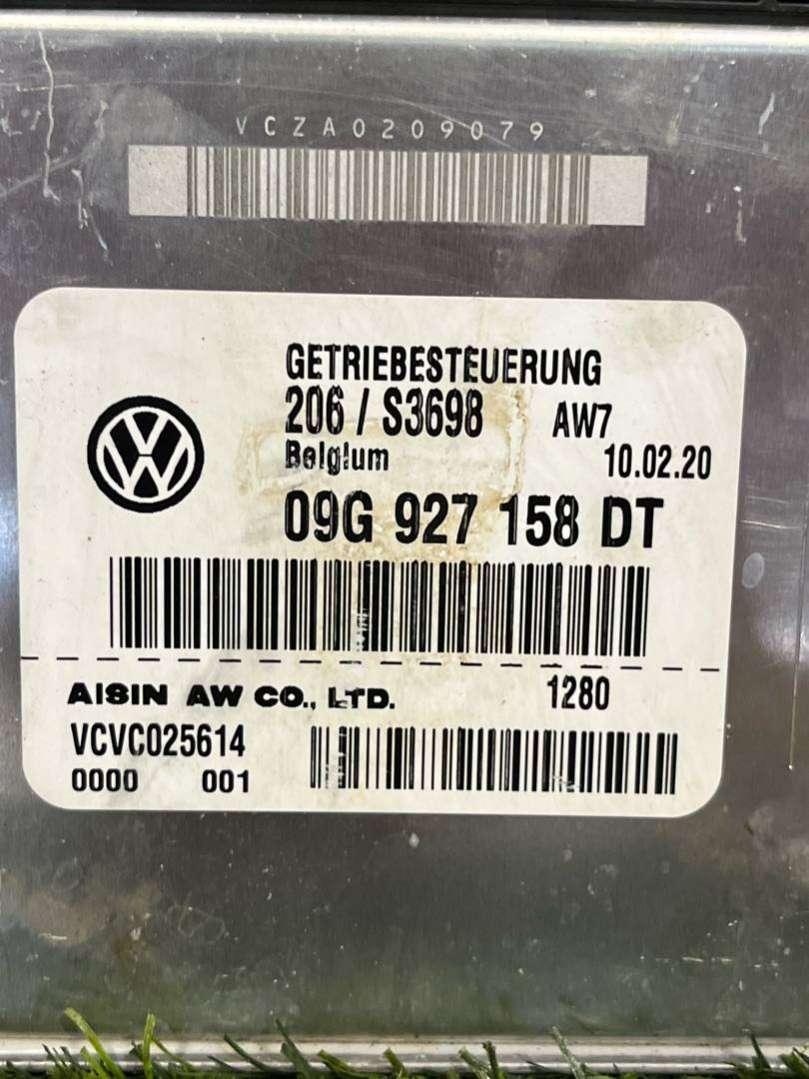 VCZA0209079
GETRIEBESTEUERUNG
206 / S3698 AW7
Belgium 10.02.20
09G 927 158 DT
AISIN AW CO., LTD. 1280
VCVC025614
0000 001